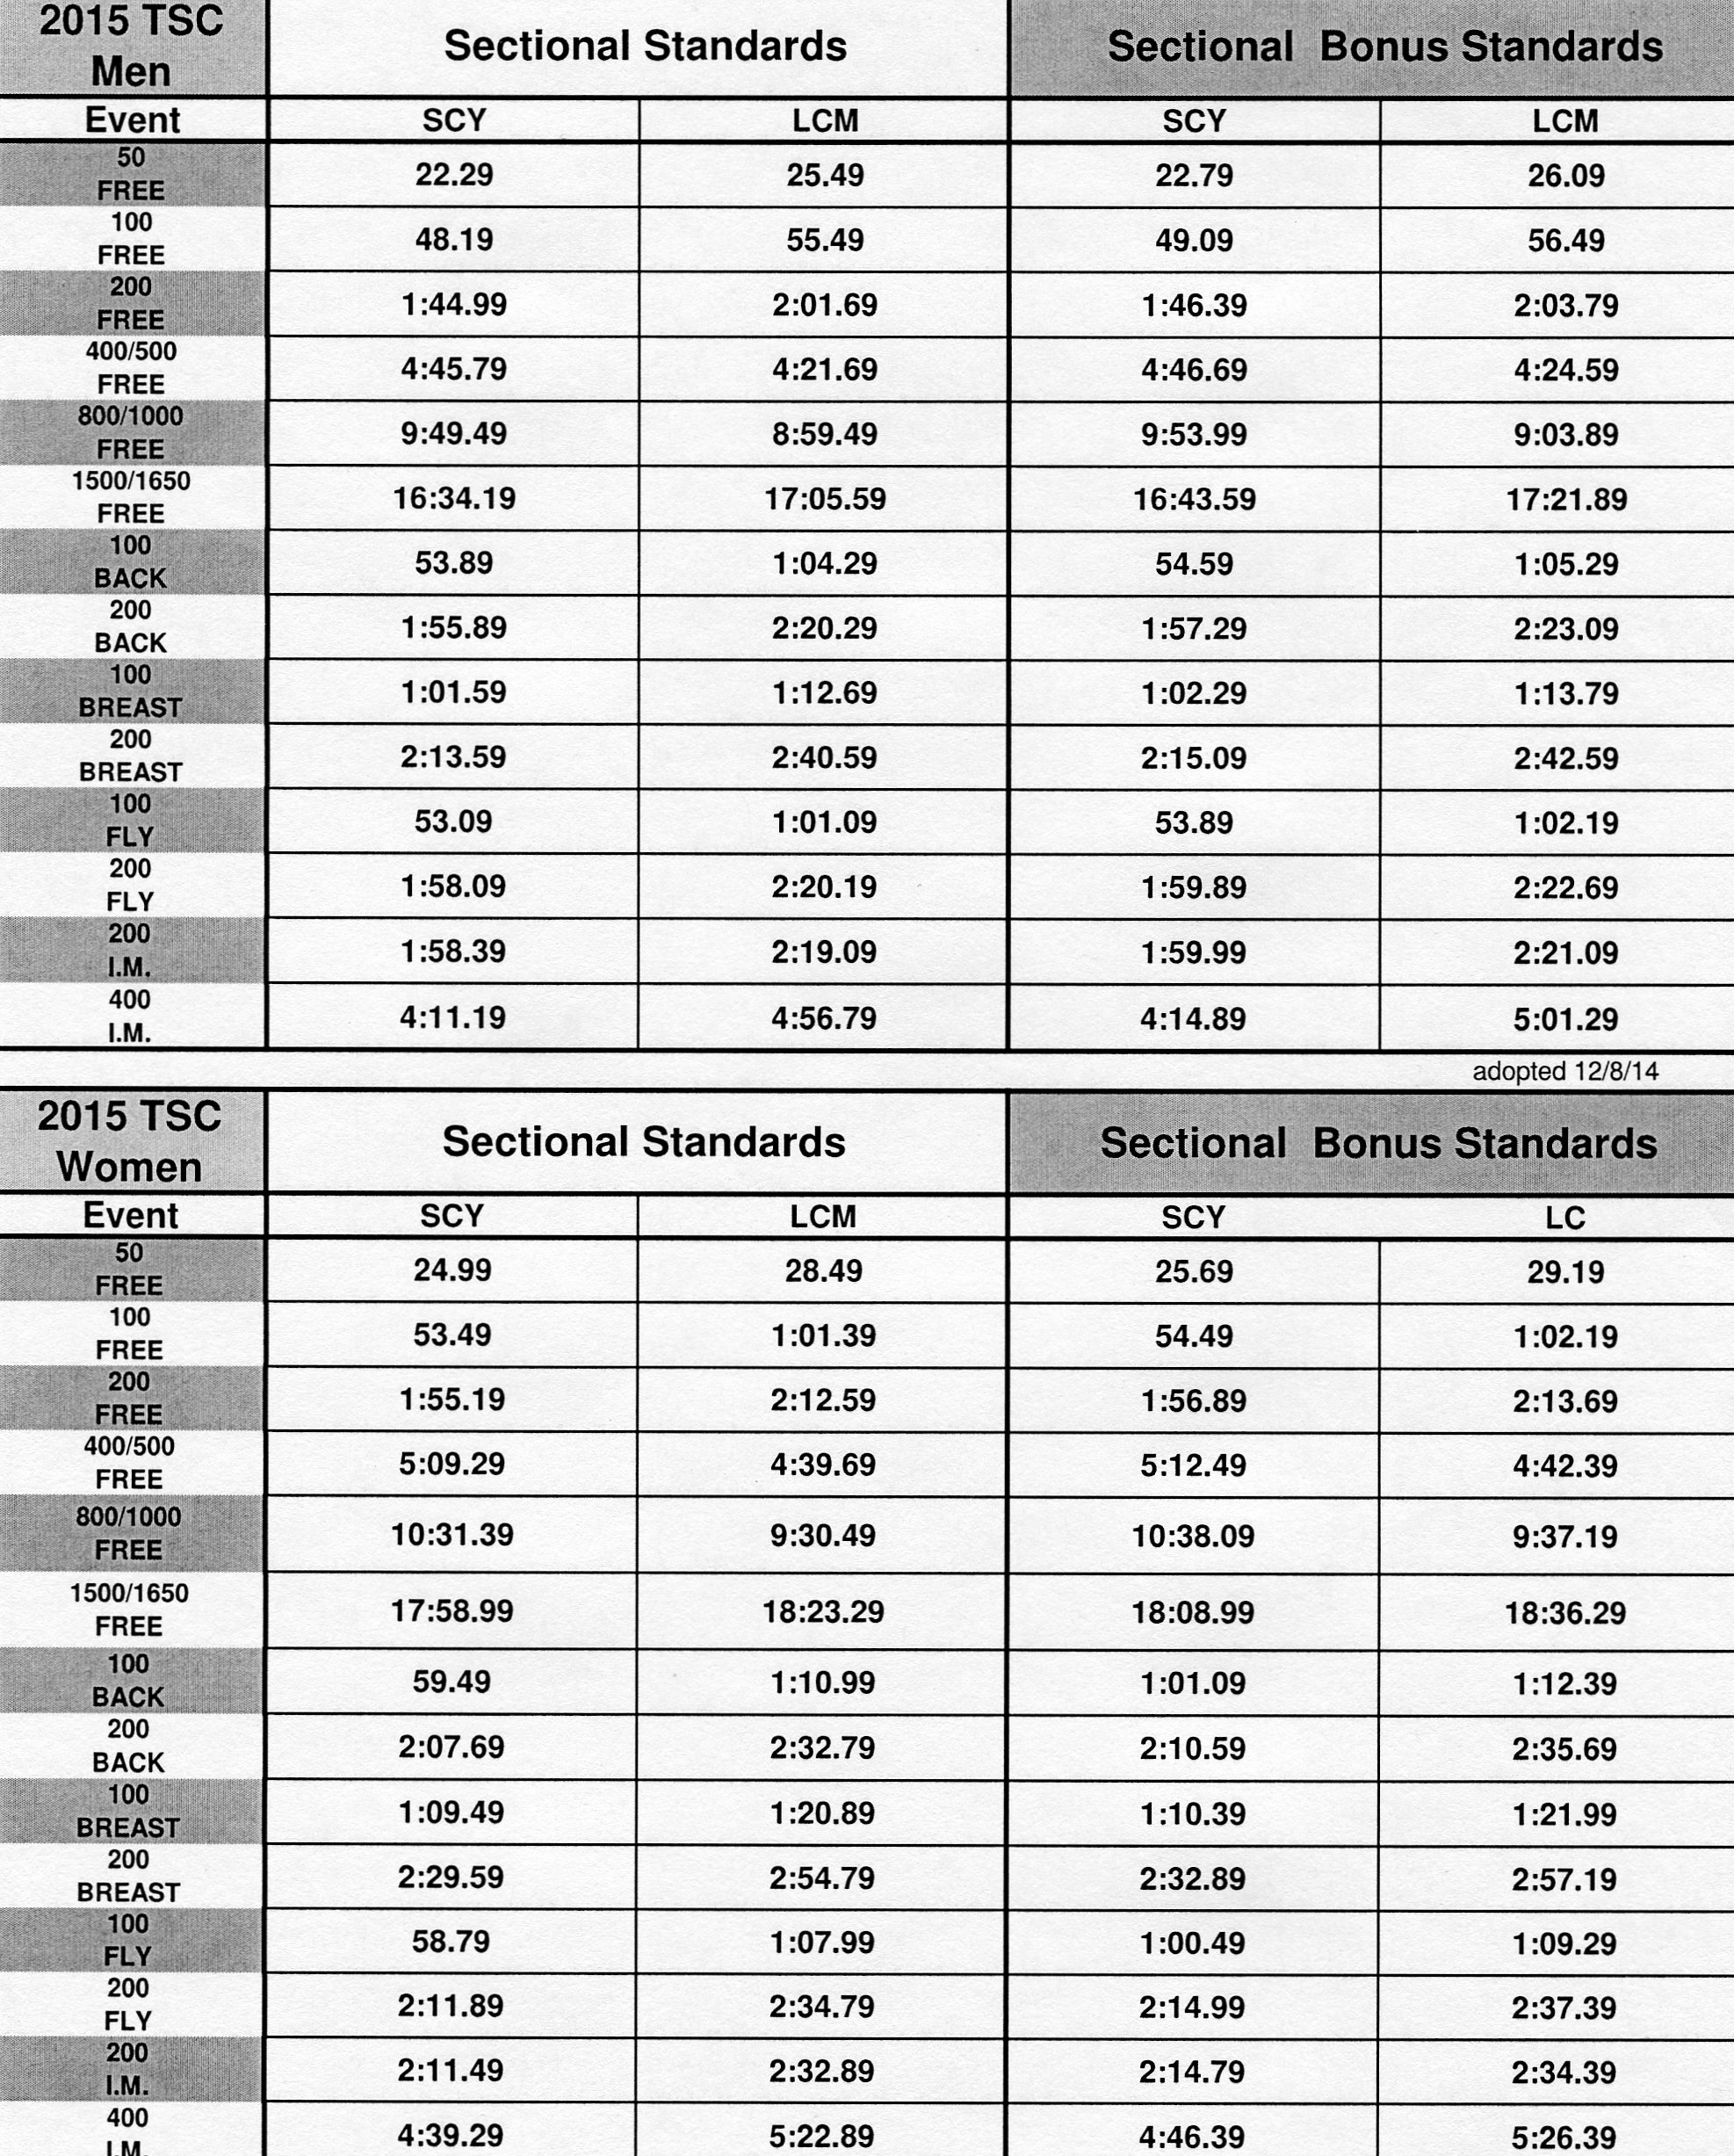 2015 TSC
Men
Sectional Standards
Sectional Bonus Standards
Event SCY LCM SCY LCM
50
FREE
22.29 25.49 22.79 26.09
100
FREE
48.19 55.49 49.09 56.49
200
FREE
1:44.99 2:01.69 1:46.39 2:03.79
400/500
FREE
4:45.79 4:21.69 4:46.69 4:24.59
800/1000
FREE
9:49.49 8:59.49 9:53.99 9:03.89
1500/1650
FREE
16:34.19 17:05.59 16:43.59 17:21.89
100
BACK
53.89 1:04.29 54.59 1:05.29
200
BACK
1:55.89 2:20.29 1:57.29 2:23.09
100
BREAST
1:01.59 1:12.69 1:02.29 1:13.79
200
BREAST
2:13.59 2:40.59 2:15.09 2:42.59
100
FLY
53.09 1:01.09 53.89 1:02.19
200
FLY
1:58.09 2:20.19 1:59.89 2:22.69
200
I.M.
1:58.39 2:19.09 1:59.99 2:21.09
400
I.M.
4:11.19 4:56.79 4:14.89 5:01.29
adopted 12/8/14
2015 TSC
Women
Sectional Standards
Sectional Bonus Standards
Event SCY LCM SCY LC
50
FREE
24.99 28.49 25.69 29.19
100
FREE
53.49 1:01.39 54.49 1:02.19
200
FREE
1:55.19 2:12.59 1:56.89 2:13.69
400/500
FREE
5:09.29 4:39.69 5:12.49 4:42.39
800/1000
FREE
10:31.39 9:30.49 10:38.09 9:37.19
1500/1650
FREE
17:58.99 18:23.29 18:08.99 18:36.29
100
BACK
59.49 1:10.99 1:01.09 1:12.39
200
BACK
2:07.69 2:32.79 2:10.59 2:35.69
100
BREAST
1:09.49 1:20.89 1:10.39 1:21.99
200
BREAST
2:29.59 2:54.79 2:32.89 2:57.19
100
FLY
58.79 1:07.99 1:00.49 1:09.29
200
FLY
2:11.89 2:34.79 2:14.99 2:37.39
200
I.M.
2:11.49 2:32.89 2:14.79 2:34.39
400
I.M.
4:39.29 5:22.89 4:46.39 5:26.39